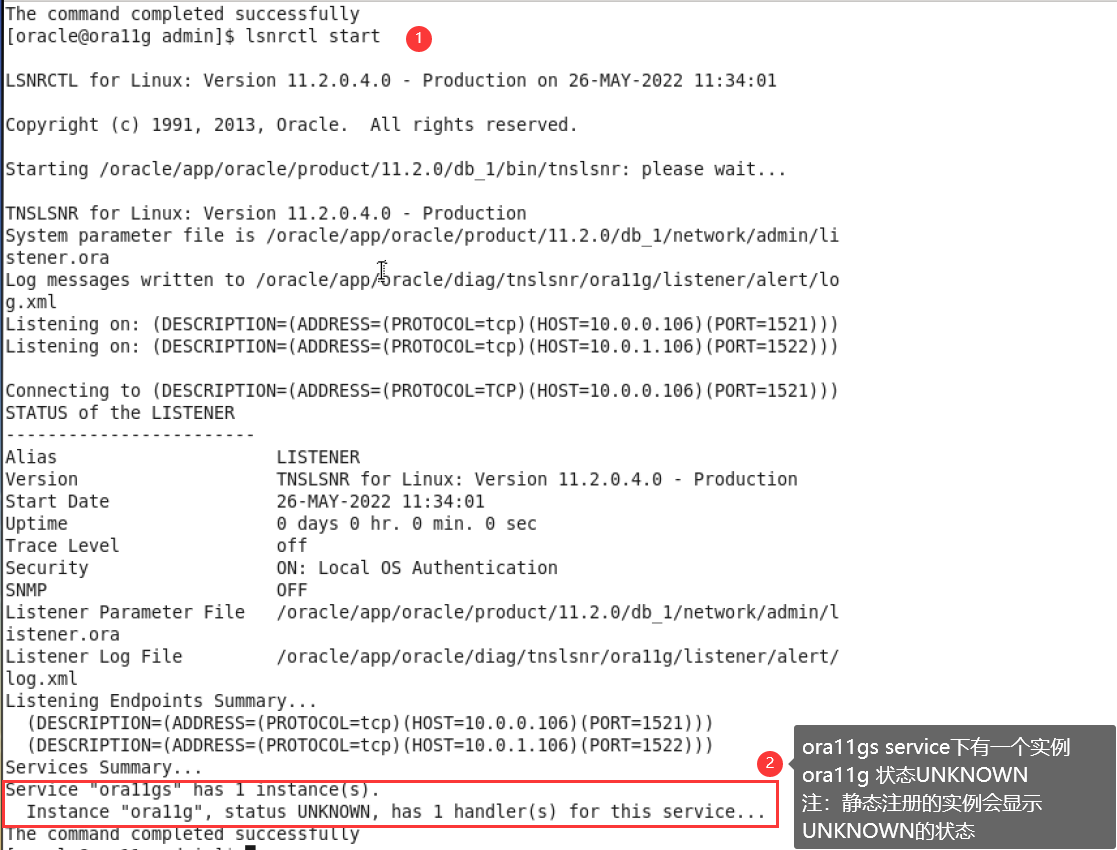 The command completed successfully
[oracle@ora11g admin]$ lsnrctl start
1
LSNRCTL for Linux: Version 11.2.0.4.0 - Production on 26-MAY-2022 11:34:01
Copyright (c) 1991, 2013, Oracle.  All rights reserved.
Starting /oracle/app/oracle/product/11.2.0/db_1/bin/tnslsnr: please wait...
TNSLSNR for Linux: Version 11.2.0.4.0 - Production
System parameter file is /oracle/app/oracle/product/11.2.0/db_1/network/admin/li
stener.ora
Log messages written to /oracle/app/oracle/diag/tnslsnr/ora11g/listener/alert/lo
g.xml
Listening on: (DESCRIPTION=(ADDRESS=(PROTOCOL=tcp)(HOST=10.0.0.106)(PORT=1521)))
Listening on: (DESCRIPTION=(ADDRESS=(PROTOCOL=tcp)(HOST=10.0.1.106)(PORT=1522)))
Connecting to (DESCRIPTION=(ADDRESS=(PROTOCOL=TCP)(HOST=10.0.0.106)(PORT=1521)))
STATUS of the LISTENER
------------------------
Alias                     LISTENER
Version                   TNSLSNR for Linux: Version 11.2.0.4.0 - Production
Start Date                26-MAY-2022 11:34:01
Uptime                    0 days 0 hr. 0 min. 0 sec
Trace Level               off
Security                  ON: Local OS Authentication
SNMP                      OFF
Listener Parameter File   /oracle/app/oracle/product/11.2.0/db_1/network/admin/l
istener.ora
Listener Log File         /oracle/app/oracle/diag/tnslsnr/ora11g/listener/alert/
log.xml
Listening Endpoints Summary...
  (DESCRIPTION=(ADDRESS=(PROTOCOL=tcp)(HOST=10.0.0.106)(PORT=1521)))
  (DESCRIPTION=(ADDRESS=(PROTOCOL=tcp)(HOST=10.0.1.106)(PORT=1522)))
Services Summary...
Service "ora11gs" has 1 instance(s).
  Instance "ora11g", status UNKNOWN, has 1 handler(s) for this service...
The command completed successfully
2
ora11gs service下有一个实例
ora11g 状态UNKNOWN
注：静态注册的实例会显示
UNKNOWN的状态